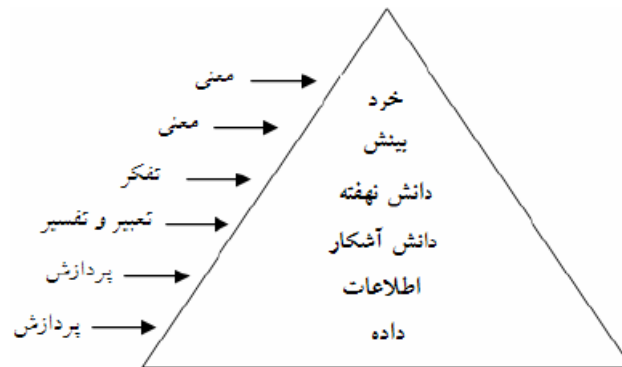 معنی
خرد
معنی
بینش
تفکر
دانش نهفته
تعبیر و تفسیر
دانش آشکار
پردازش
اطلاعات
پردازش
داده